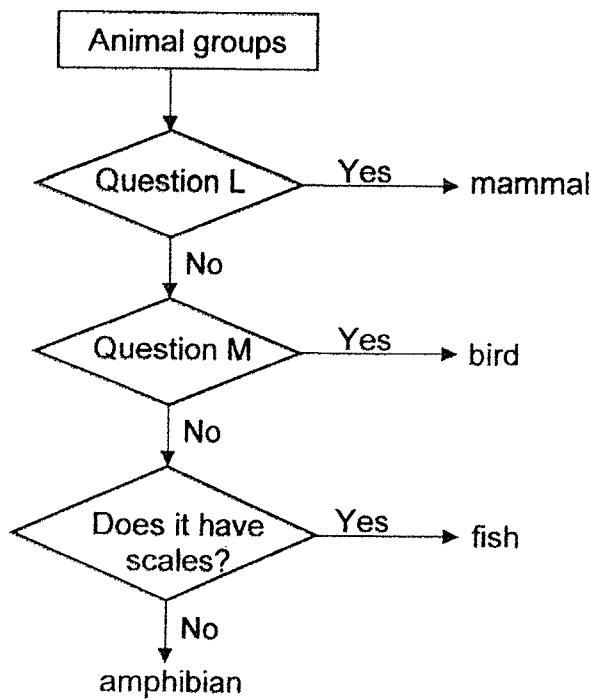 Animal groups
Question L
Yes
mammal
No
Question M
Yes
bird
No
Does it have
scales?
Yes
fish
No
amphibian